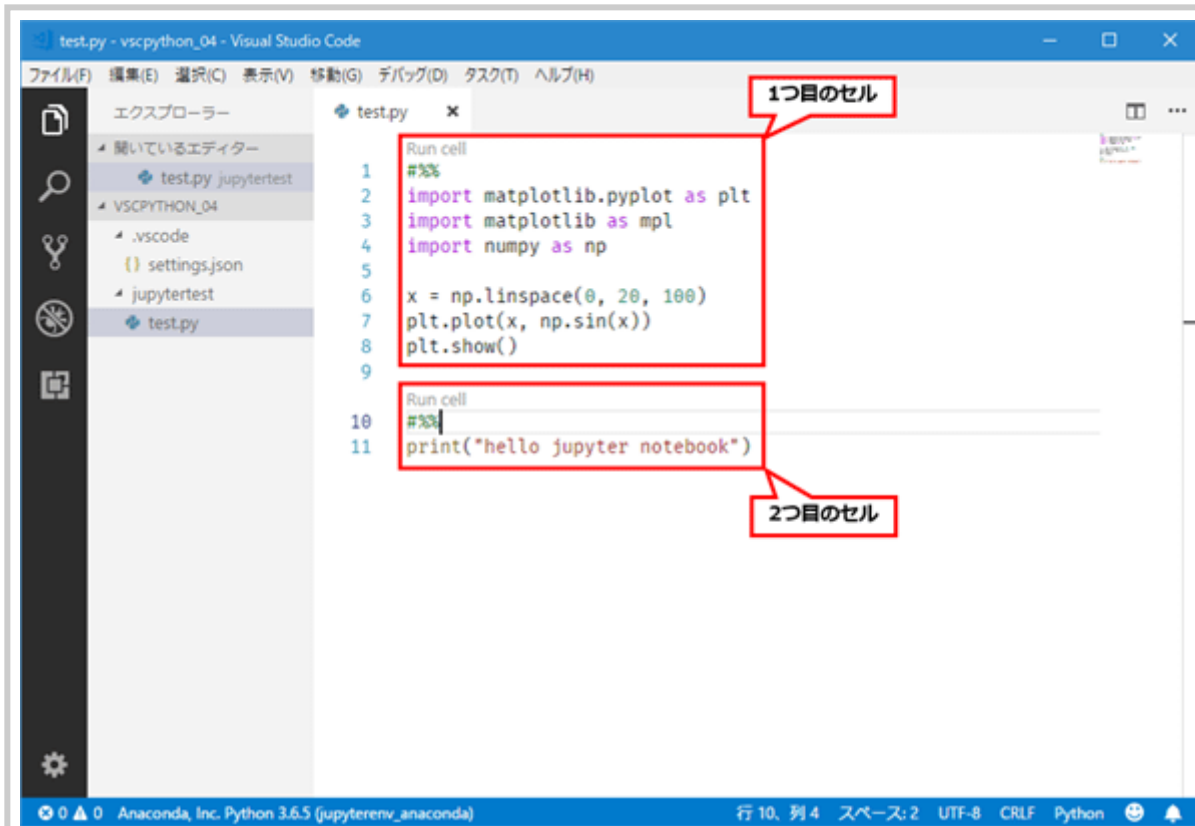 test.py - vscpython_04 - Visual Studio Code
ファイル(F) 編集(E) 選択(C) 表示(V) 移動(G) デバッグ(D) タスク(T) ヘルプ(H)
エクスプローラー
開いているエディター
test.py jupytertest
VSCPYTHON_04
.vscode
{} settings.json
jupytertest
test.py
test.py
1つ目のセル
Run cell
1 #%%
2 import matplotlib.pyplot as plt
3 import matplotlib as mpl
4 import numpy as np
5
6 x = np.linspace(0, 20, 100)
7 plt.plot(x, np.sin(x))
8 plt.show()
9
Run cell
10 #%%
11 print("hello jupyter notebook")
2つ目のセル
0 0 Anaconda, Inc. Python 3.6.5 (jupyterenv_anaconda) 行 10、列 4 スペース: 2 UTF-8 CRLF Python